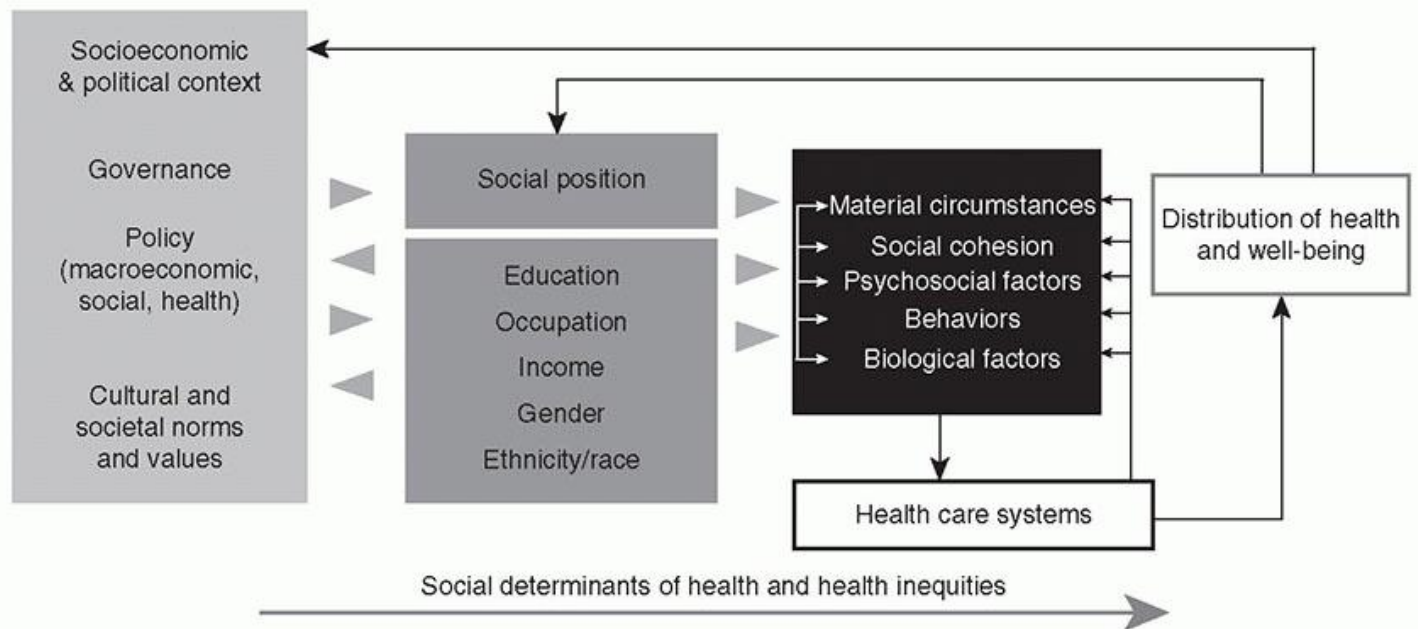 Socioeconomic
& political context
Governance
Policy
(macroeconomic,
social, health)
Cultural and
societal norms
and values
Social position
Education
Occupation
Income
Gender
Ethnicity/race
Material circumstances
Social cohesion
Psychosocial factors
Behaviors
Biological factors
Health care systems
Distribution of health
and well-being
Social determinants of health and health inequities